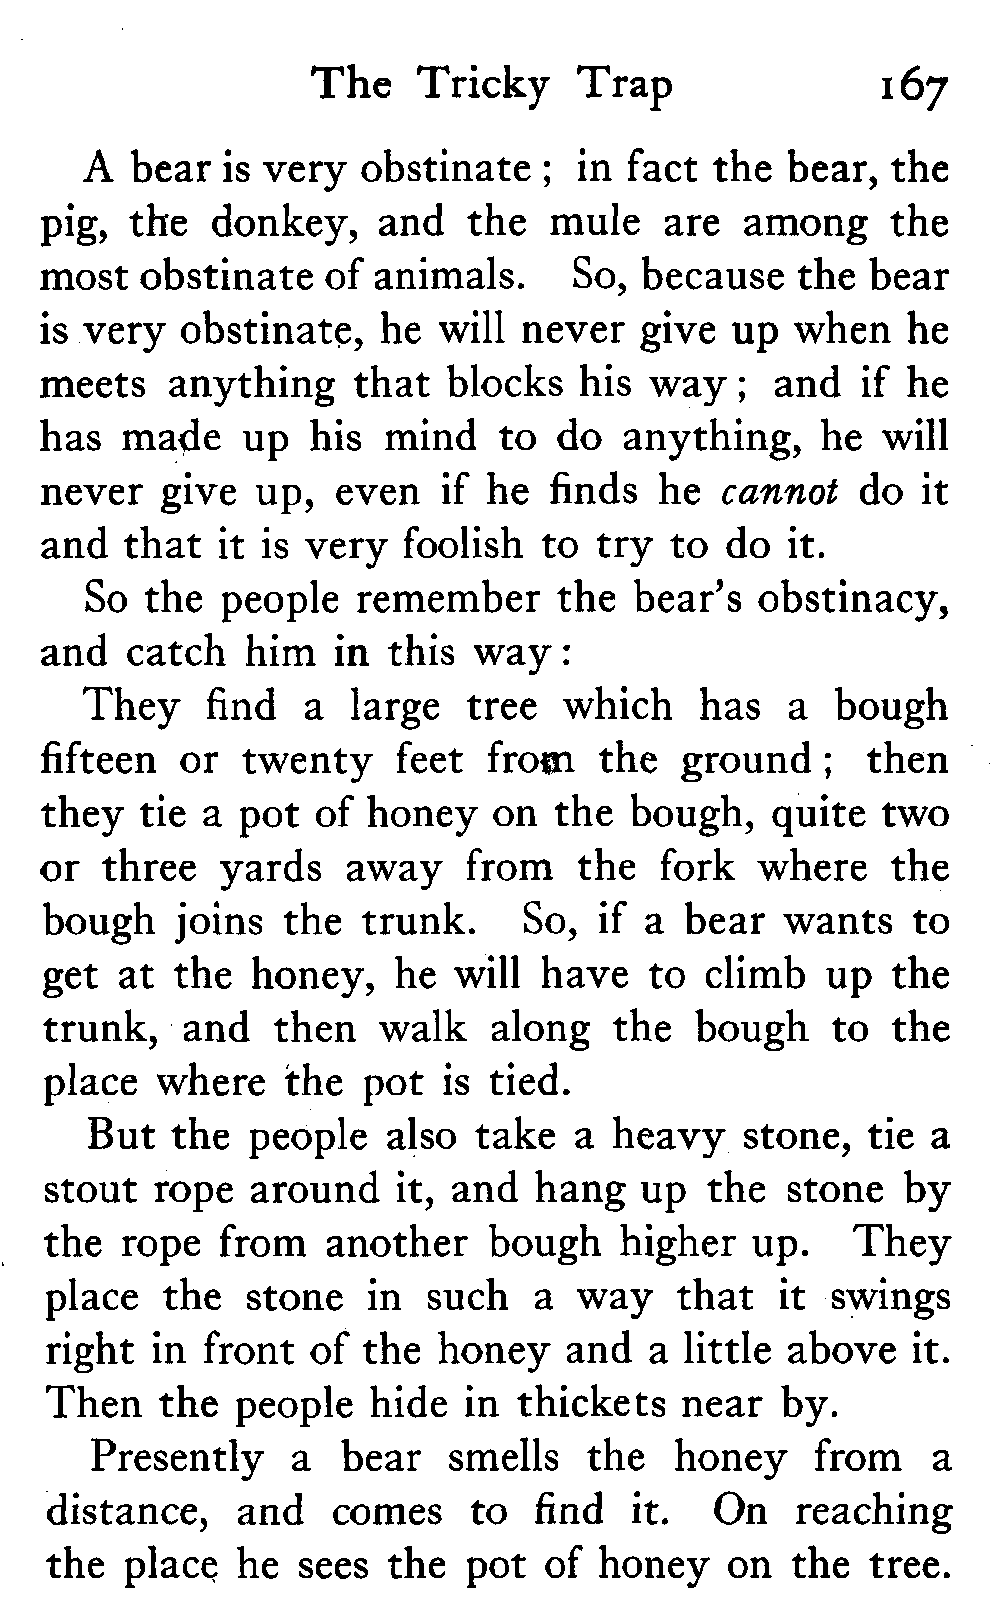 The Tricky Trap 167
A bear is very obstinate ; in fact the bear, the
pig, the donkey, and the mule are among the
most obstinate of animals. So, because the bear
is very obstinate, he will never give up when he
meets anything that blocks his way ; and if he
has made up his mind to do anything, he will
never give up, even if he finds he cannot do it
and that it is very foolish to try to do it.
So the people remember the bear's obstinacy,
and catch him in this way :
They find a large tree which has a bough
fifteen or twenty feet from the ground ; then
they tie a pot of honey on the bough, quite two
or three yards away from the fork where the
bough joins the trunk. So, if a bear wants to
get at the honey, he will have to climb up the
trunk, and then walk along the bough to the
place where the pot is tied.
But the people also take a heavy stone, tie a
stout rope around it, and hang up the stone by
the rope from another bough higher up. They
place the stone in such a way that it swings
right in front of the honey and a little above it.
Then the people hide in thickets near by.
Presently a bear smells the honey from a
distance, and comes to find it. On reaching
the place he sees the pot of honey on the tree.